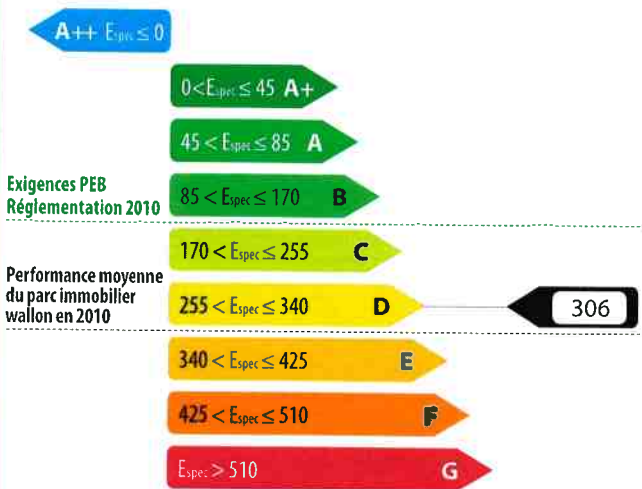 A++ Espec ≤ 0
0 < Espec ≤ 45 A+
45 < Espec ≤ 85 A
Exigences PEB
Réglementation 2010
85 < Espec ≤ 170 B
170 < Espec ≤ 255 C
Performance moyenne
du parc immobilier
wallon en 2010
255 < Espec ≤ 340 D
306
340 < Espec ≤ 425 E
425 < Espec ≤ 510 F
Espec > 510 G